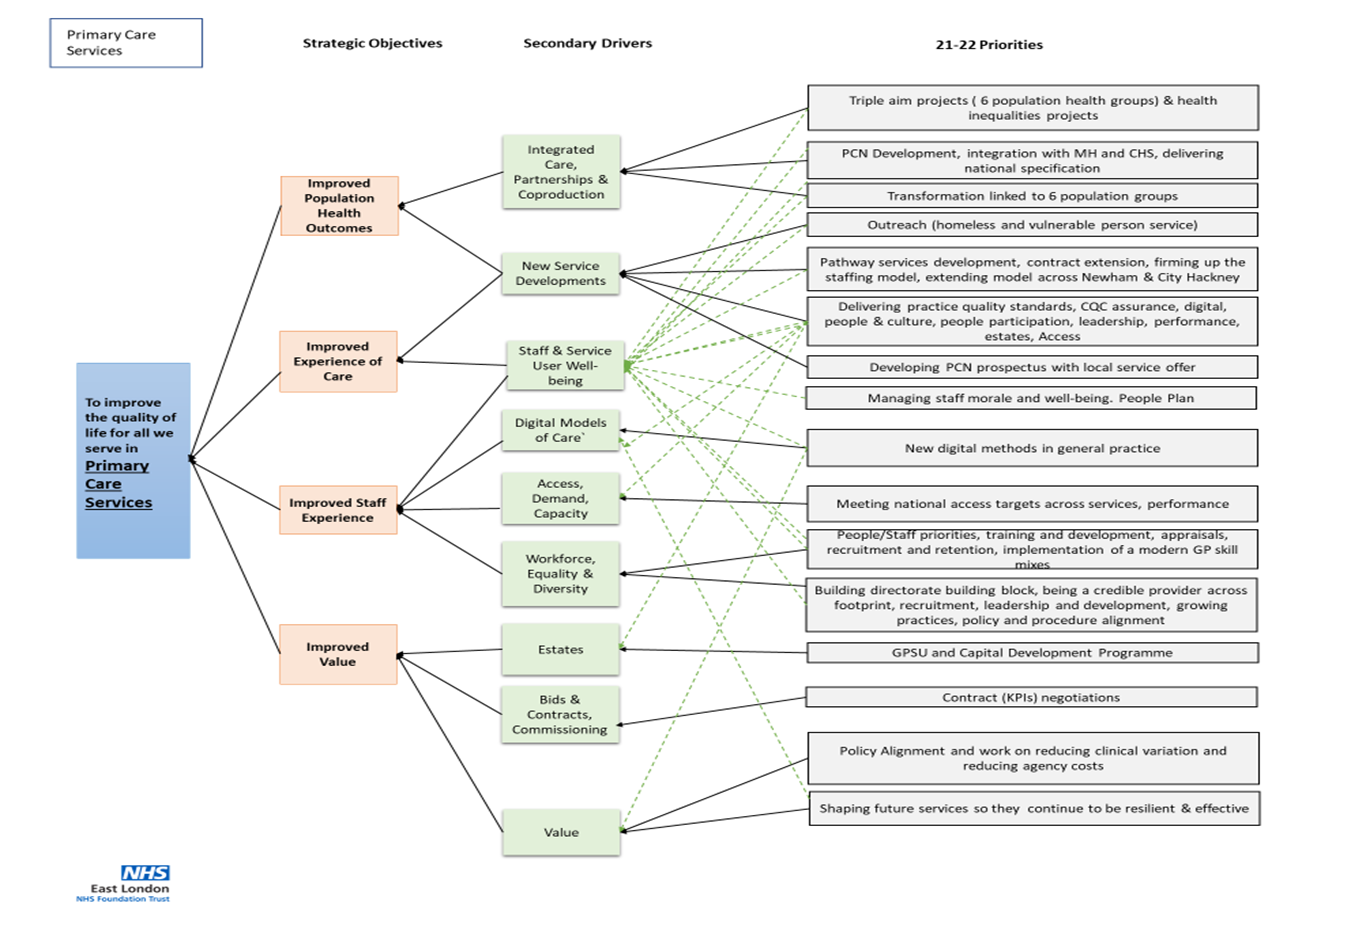 Primary Care
Services
Strategic Objectives
Secondary Drivers
21-22 Priorities
To improve
the quality of
life for all we
serve in
Primary
Care
Services
Improved
Population
Health
Outcomes
Improved
Experience of
Care
Improved Staff
Experience
Improved
Value
Integrated
Care,
Partnerships &
Coproduction
New Service
Developments
Staff & Service
User Well-
being
Digital Models
of Care`
Access,
Demand,
Capacity
Workforce,
Equality &
Diversity
Estates
Bids &
Contracts,
Commissioning
Value
Triple aim projects ( 6 population health groups) & health
inequalities projects
PCN Development, integration with MH and CHS, delivering
national specification
Transformation linked to 6 population groups
Outreach (homeless and vulnerable person service)
Pathway services development, contract extension, firming up the
staffing model, extending model across Newham & City Hackney
Delivering practice quality standards, CQC assurance, digital,
people & culture, people participation, leadership, performance,
estates, Access
Developing PCN prospectus with local service offer
Managing staff morale and well-being. People Plan
New digital methods in general practice
Meeting national access targets across services, performance
People/Staff priorities, training and development, appraisals,
recruitment and retention, implementation of a modern GP skill
mixes
Building directorate building block, being a credible provider across
footprint, recruitment, leadership and development, growing
practices, policy and procedure alignment
GPSU and Capital Development Programme
Contract (KPIs) negotiations
Policy Alignment and work on reducing clinical variation and
reducing agency costs
Shaping future services so they continue to be resilient & effective
NHS
East London
NHS Foundation Trust